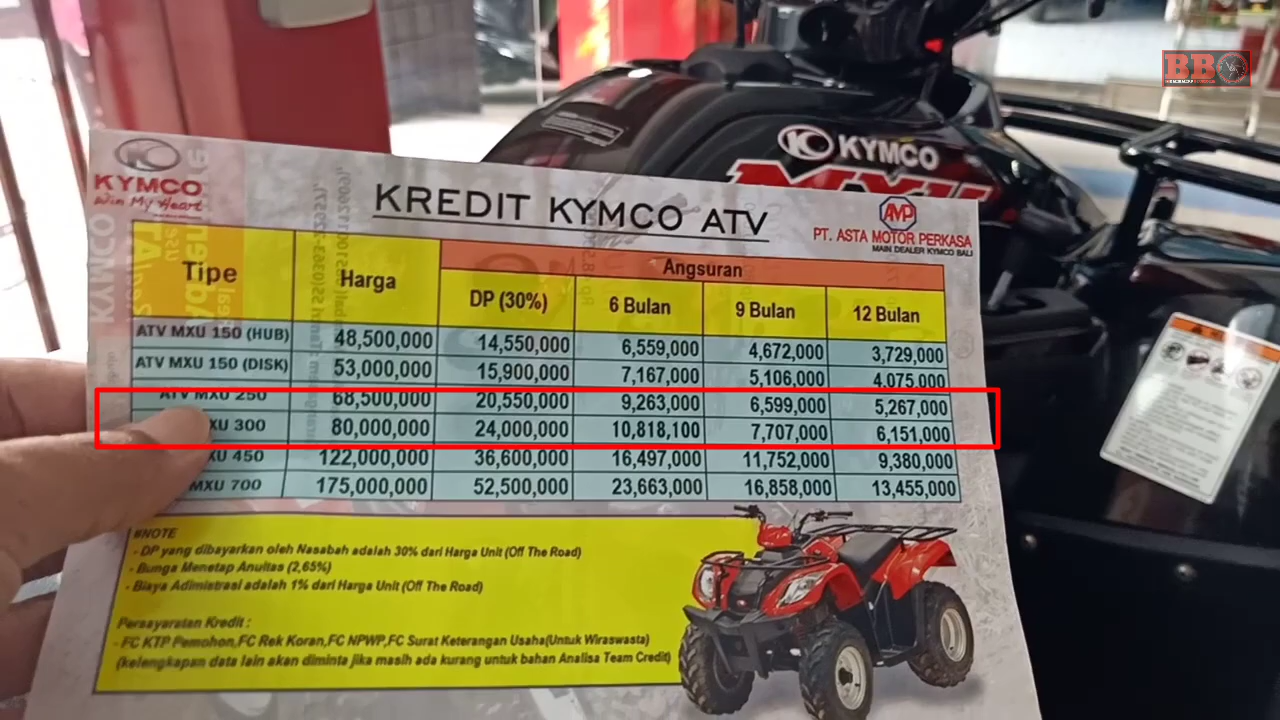 BBO
KYMCO
KYMCO
Win My Heart
KREDIT KYMCO ATV
AMP
PT. ASTA MOTOR PERKASA
MAIN DEALER KYMCO BALI
Tipe Harga Angsuran
DP (30%) 6 Bulan 9 Bulan 12 Bulan
ATV MXU 150 (HUB) 48,500,000 14,550,000 6,559,000 4,672,000 3,729,000
ATV MXU 150 (DISK) 53,000,000 15,900,000 7,167,000 5,106,000 4,075,000
ATV MXU 250 68,500,000 20,550,000 9,263,000 6,599,000 5,267,000
XU 300 80,000,000 24,000,000 10,818,100 7,707,000 6,151,000
XU 450 122,000,000 36,600,000 16,497,000 11,752,000 9,380,000
MXU 700 175,000,000 52,500,000 23,663,000 16,858,000 13,455,000
#NOTE
- DP yang dibayarkan oleh Nasabah adalah 30% dari Harga Unit (Off The Road)
- Bunga Menetap Anuitas (2,65%)
- Biaya Adimistrasi adalah 1% dari Harga Unit (Off The Road)
Persayaratan Kredit :
- FC KTP Pemohon,FC Rek Koran,FC NPWP,FC Surat Keterangan Usaha(Untuk Wiraswasta)
(kelengkapan data lain akan diminta jika masih ada kurang untuk bahan Analisa Team Credit)